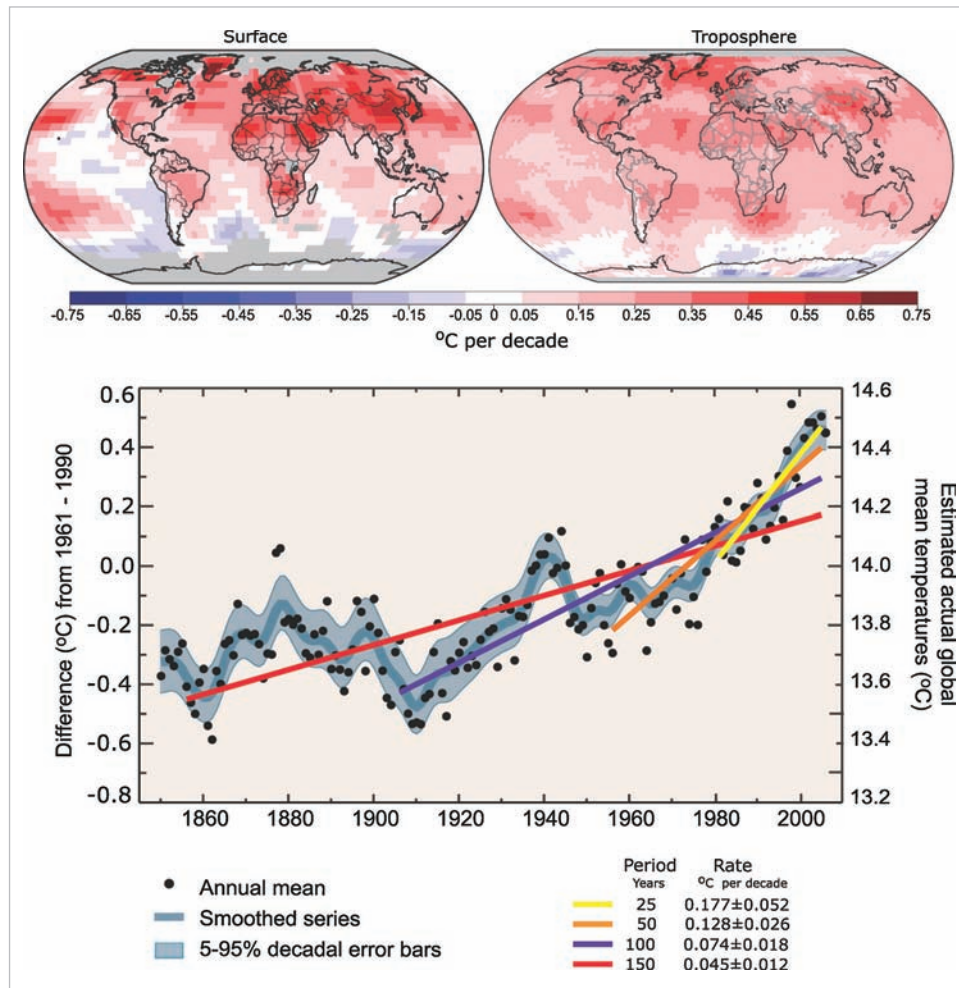 Surface
Troposphere
-0.75 -0.65 -0.55 -0.45 -0.35 -0.25 -0.15 -0.05 0 0.05 0.15 0.25 0.35 0.45 0.55 0.65 0.75
ºC per decade
Difference (ºC) from 1961 - 1990
0.6
0.4
0.2
0.0
-0.2
-0.4
-0.6
-0.8
14.6
14.4
14.2
14.0
13.8
13.6
13.4
13.2
Estimated actual global
mean temperatures (ºC)
1860 1880 1900 1920 1940 1960 1980 2000
Annual mean
Smoothed series
5-95% decadal error bars
Period Rate
Years ºC per decade
25 0.177±0.052
50 0.128±0.026
100 0.074±0.018
150 0.045±0.012